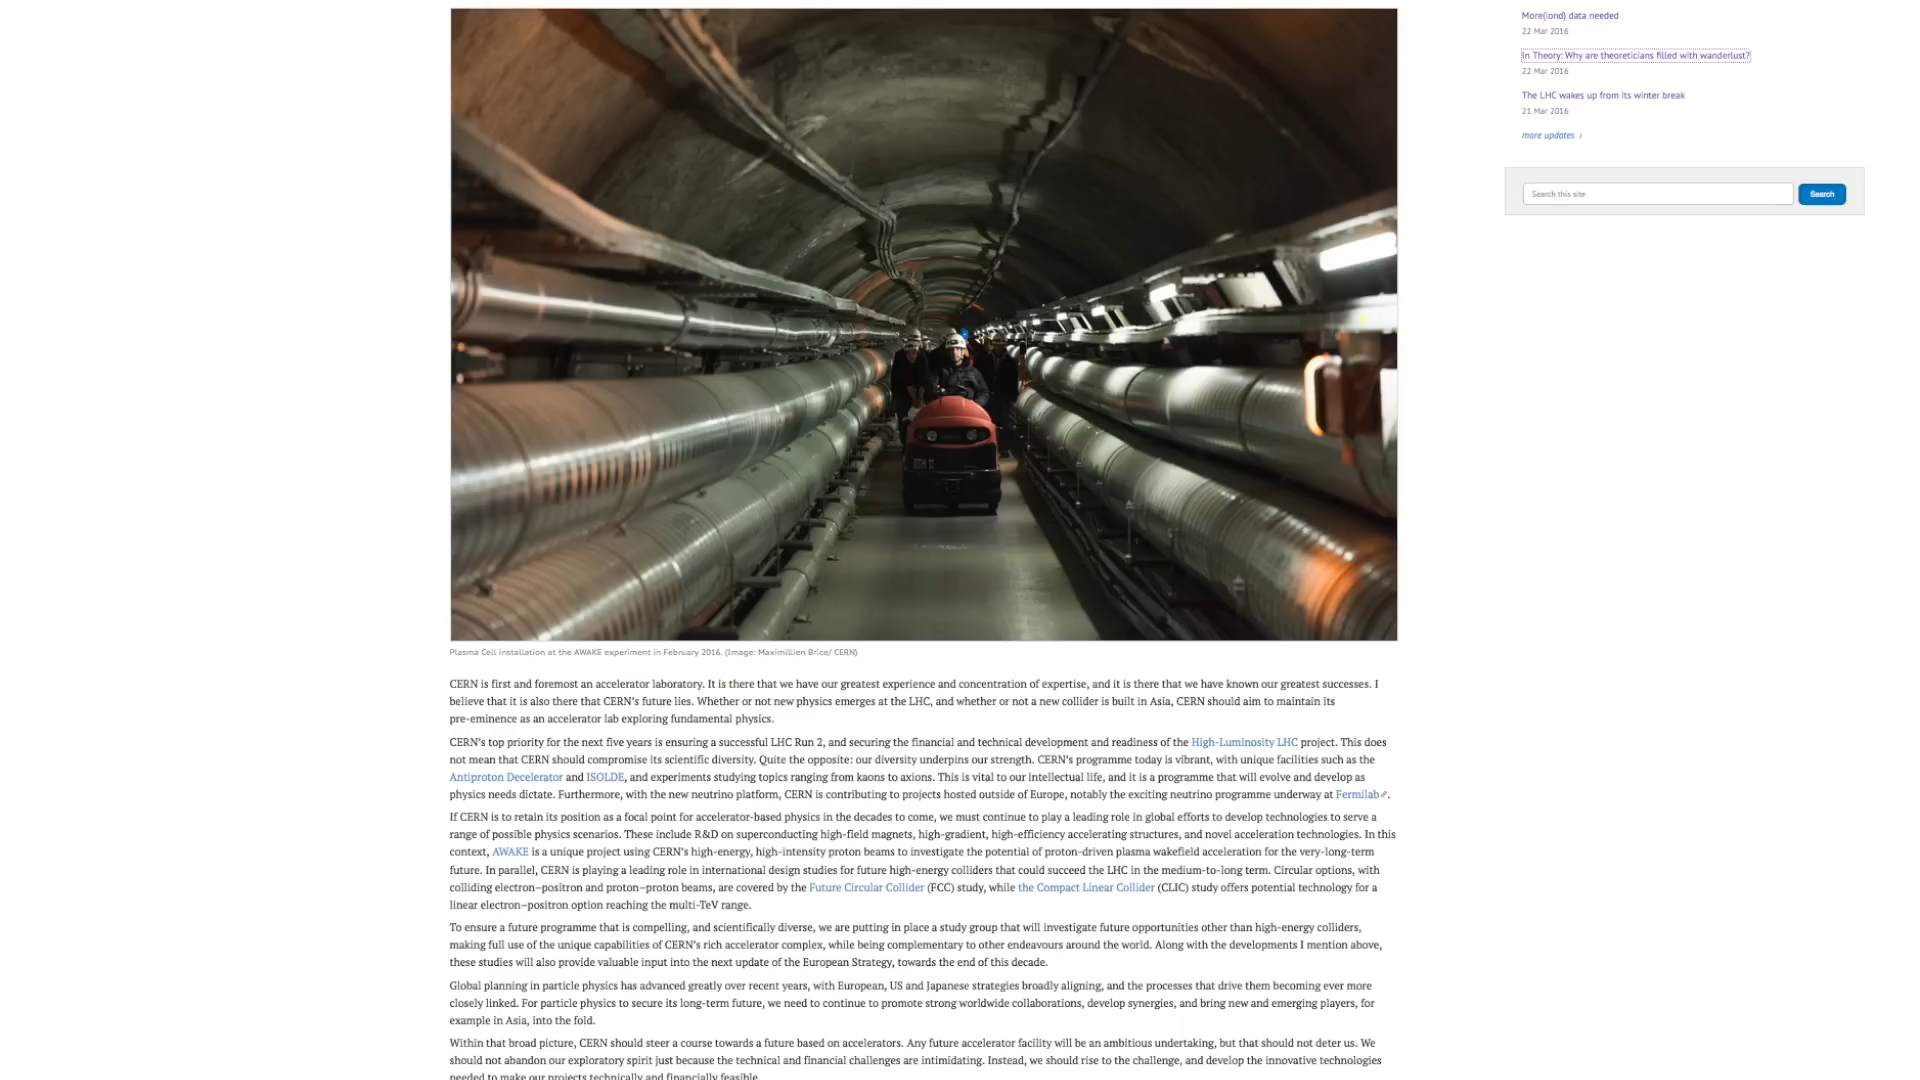 More(iond) data needed
22 Mar 2016
In Theory: Why are theoreticians filled with wanderlust?
22 Mar 2016
The LHC wakes up from its winter break
21 Mar 2016
more updates ›
Search this site
Search
Plasma Cell installation at the AWAKE experiment in February 2016. (Image: Maximillien Brice/ CERN)
CERN is first and foremost an accelerator laboratory. It is there that we have our greatest experience and concentration of expertise, and it is there that we have known our greatest successes. I
believe that it is also there that CERN’s future lies. Whether or not new physics emerges at the LHC, and whether or not a new collider is built in Asia, CERN should aim to maintain its
pre-eminence as an accelerator lab exploring fundamental physics.
CERN’s top priority for the next five years is ensuring a successful LHC Run 2, and securing the financial and technical development and readiness of the High-Luminosity LHC project. This does
not mean that CERN should compromise its scientific diversity. Quite the opposite: our diversity underpins our strength. CERN’s programme today is vibrant, with unique facilities such as the
Antiproton Decelerator and ISOLDE, and experiments studying topics ranging from kaons to axions. This is vital to our intellectual life, and it is a programme that will evolve and develop as
physics needs dictate. Furthermore, with the new neutrino platform, CERN is contributing to projects hosted outside of Europe, notably the exciting neutrino programme underway at Fermilab.
If CERN is to retain its position as a focal point for accelerator-based physics in the decades to come, we must continue to play a leading role in global efforts to develop technologies to serve a
range of possible physics scenarios. These include R&D on superconducting high-field magnets, high-gradient, high-efficiency accelerating structures, and novel acceleration technologies. In this
context, AWAKE is a unique project using CERN’s high-energy, high-intensity proton beams to investigate the potential of proton-driven plasma wakefield acceleration for the very-long-term
future. In parallel, CERN is playing a leading role in international design studies for future high-energy colliders that could succeed the LHC in the medium-to-long term. Circular options, with
colliding electron–positron and proton–proton beams, are covered by the Future Circular Collider (FCC) study, while the Compact Linear Collider (CLIC) study offers potential technology for a
linear electron–positron option reaching the multi-TeV range.
To ensure a future programme that is compelling, and scientifically diverse, we are putting in place a study group that will investigate future opportunities other than high-energy colliders,
making full use of the unique capabilities of CERN’s rich accelerator complex, while being complementary to other endeavours around the world. Along with the developments I mention above,
these studies will also provide valuable input into the next update of the European Strategy, towards the end of this decade.
Global planning in particle physics has advanced greatly over recent years, with European, US and Japanese strategies broadly aligning, and the processes that drive them becoming ever more
closely linked. For particle physics to secure its long-term future, we need to continue to promote strong worldwide collaborations, develop synergies, and bring new and emerging players, for
example in Asia, into the fold.
Within that broad picture, CERN should steer a course towards a future based on accelerators. Any future accelerator facility will be an ambitious undertaking, but that should not deter us. We
should not abandon our exploratory spirit just because the technical and financial challenges are intimidating. Instead, we should rise to the challenge, and develop the innovative technologies
needed to make our projects technically and financially feasible.